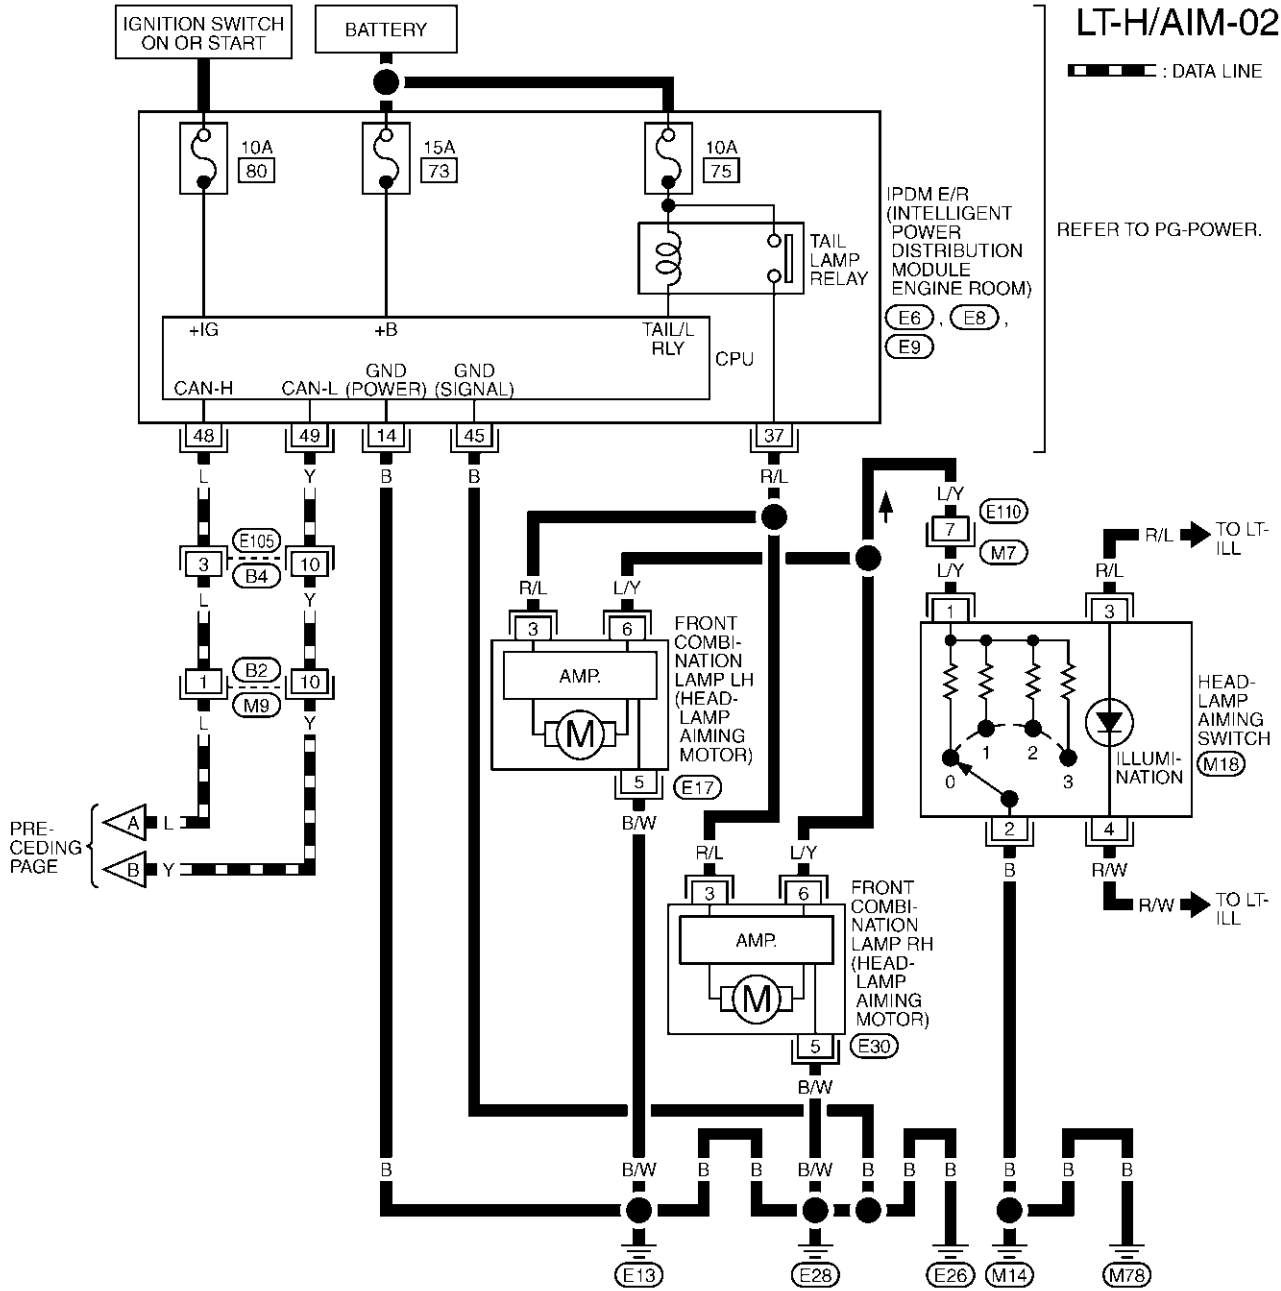 LT-H/AIM-02
: DATA LINE
IGNITION SWITCH
ON OR START
BATTERY
10A
80
15A
73
10A
75
IPDM E/R
(INTELLIGENT
POWER
DISTRIBUTION
MODULE
ENGINE ROOM)
E6 , E8 ,
E9
REFER TO PG-POWER.
TAIL
LAMP
RELAY
+IG
+B
TAIL/L
RLY
CPU
CAN-H
CAN-L
GND
(POWER)
GND
(SIGNAL)
48
49
14
45
37
L
Y
B
B
R/L
L/Y
E110
7
M7
L/Y
R/L
TO LT-
ILL
R/L
E105
3
10
B4
L
Y
B2
1
10
M9
L
Y
R/L
L/Y
3
6
AMP.
M
5
FRONT
COMBI-
NATION
LAMP LH
(HEAD-
LAMP
AIMING
MOTOR)
E17
B/W
1
3
0
1
2
3
ILLUMI-
NATION
HEAD-
LAMP
AIMING
SWITCH
M18
2
4
B
R/W
R/W
TO LT-
ILL
PRE-
CEDING
PAGE
A
L
B
Y
R/L
L/Y
3
6
AMP.
M
5
FRONT
COMBI-
NATION
LAMP RH
(HEAD-
LAMP
AIMING
MOTOR)
E30
B/W
B
B/W
B
B
B/W
B
B
B
B
B
B
E13
E28
E26
M14
M78